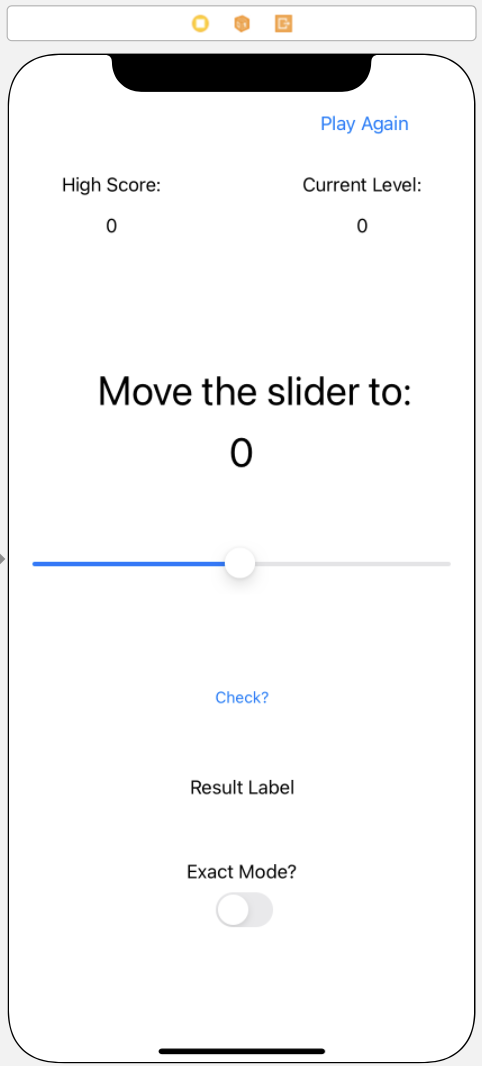 Play Again
High Score: Current Level:
0 0
Move the slider to:
0
Check?
Result Label
Exact Mode?